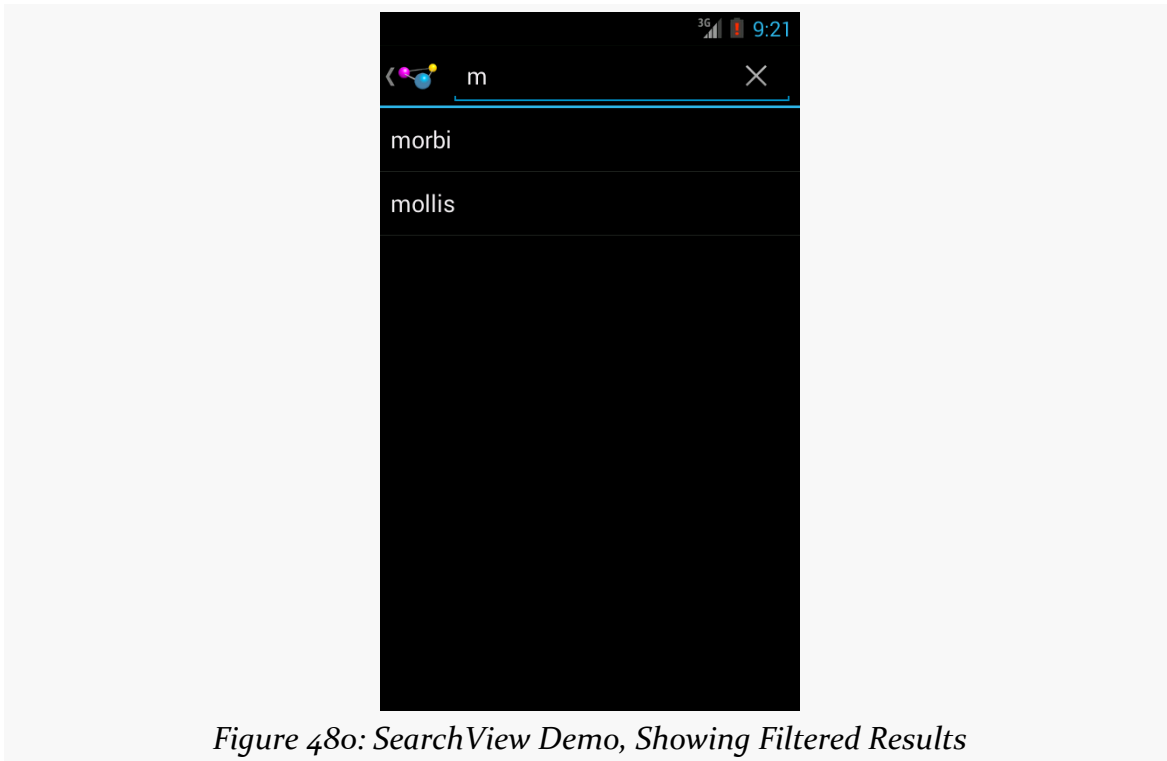 3G 9:21
m
morbi
mollis
Figure 480: SearchView Demo, Showing Filtered Results